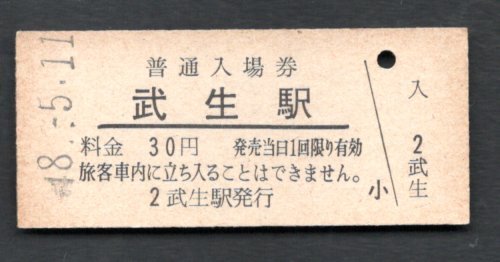 48.-5.11
普通入場券
武生駅
料金 30円 発売当日1回限り有効
旅客車内に立ち入ることはできません。
2 武生駅発行
小
入
2
武生